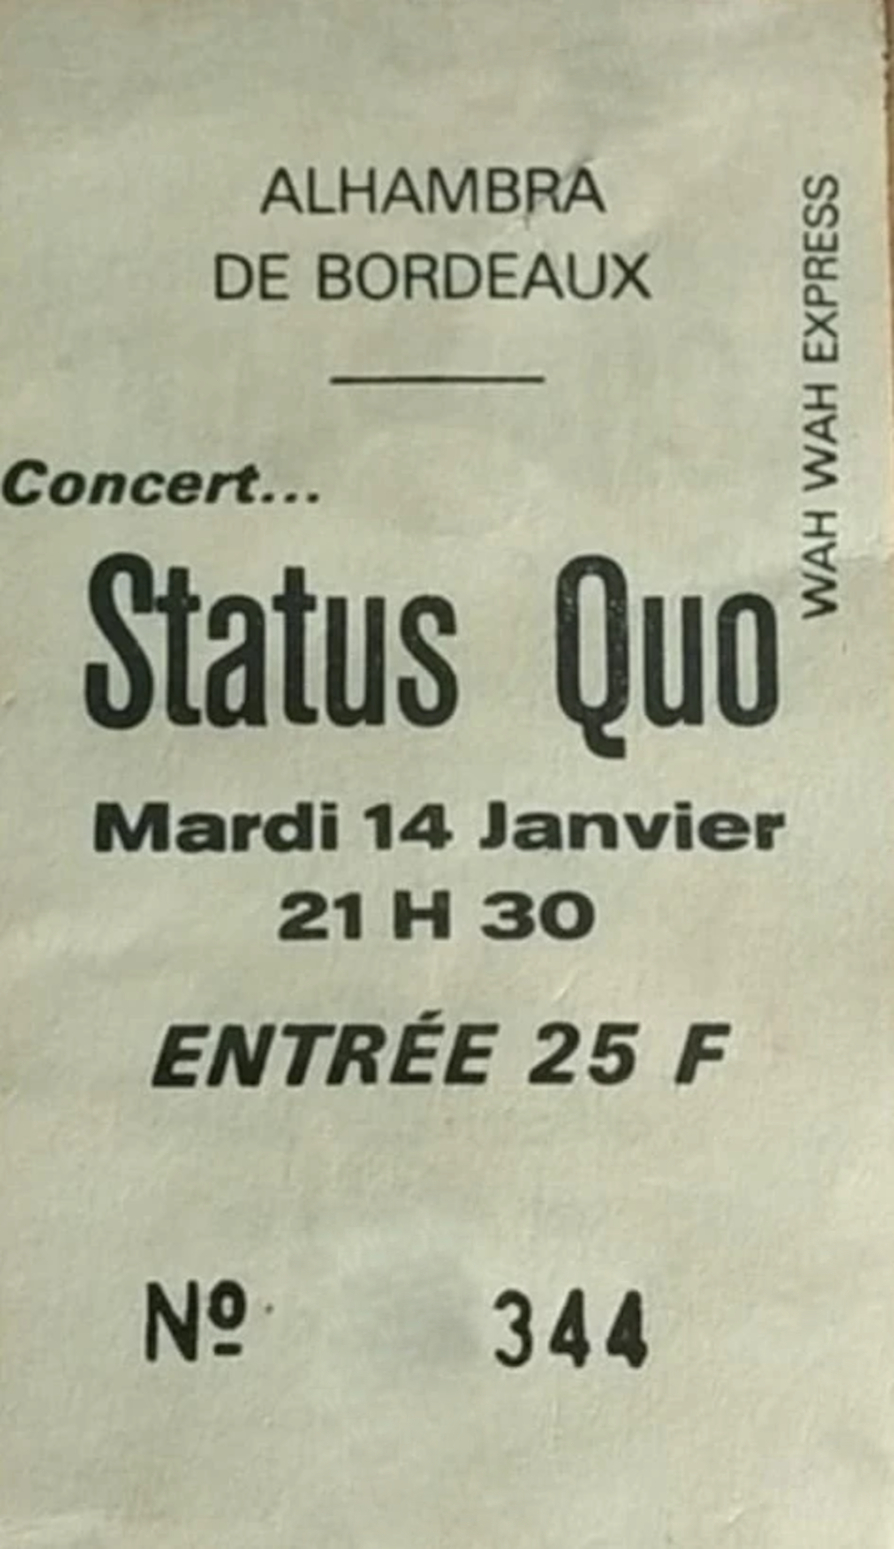 ALHAMBRA
DE BORDEAUX
WAH WAH EXPRESS
Concert...
Status Quo
Mardi 14 Janvier
21 H 30
ENTRÉE 25 F
Nº 344